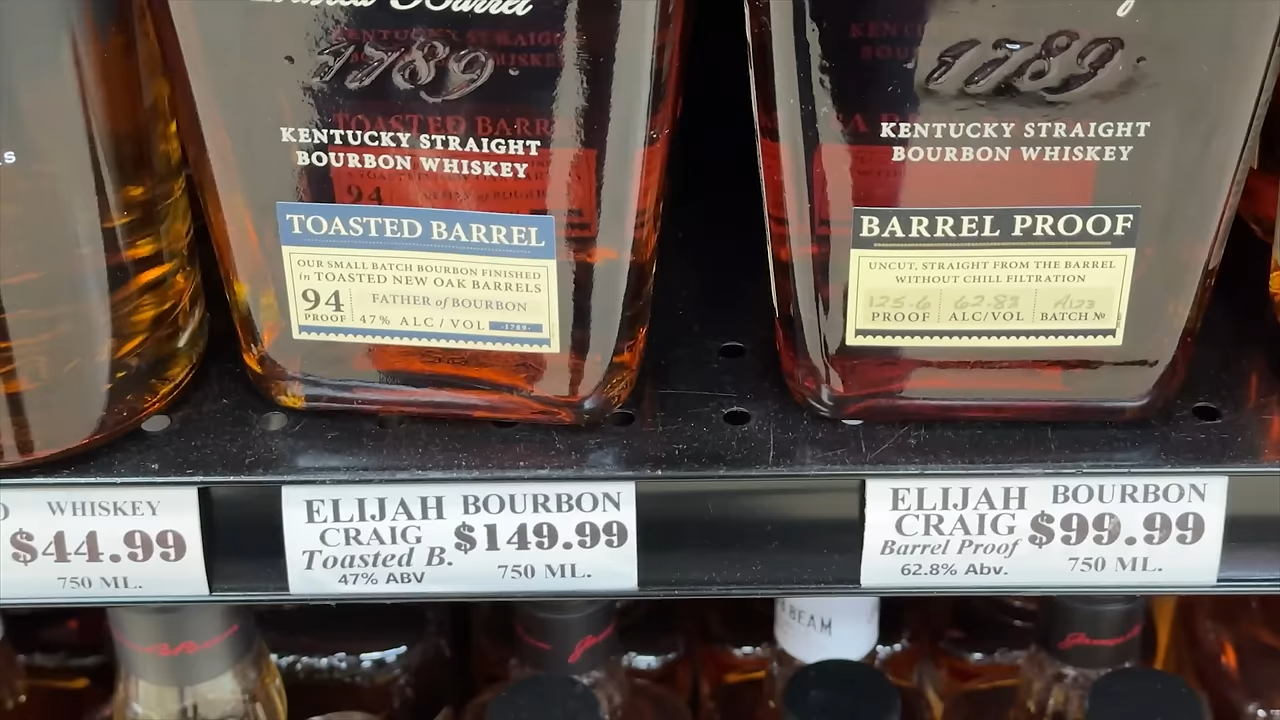 1789
KENTUCKY STRAIGHT
BOURBON WHISKEY
TOASTED BARREL
OUR SMALL BATCH BOURBON FINISHED
in TOASTED NEW OAK BARRELS
94
PROOF
FATHER of BOURBON
47% ALC/VOL
-1789-
1789
KENTUCKY STRAIGHT
BOURBON WHISKEY
BARREL PROOF
UNCUT, STRAIGHT FROM THE BARREL
WITHOUT CHILL FILTRATION
125.6 62.8% A123
PROOF ALC/VOL BATCH №
WHISKEY
$44.99
750 ML.
ELIJAH BOURBON
CRAIG $149.99
Toasted B.
47% ABV 750 ML.
ELIJAH BOURBON
CRAIG $99.99
Barrel Proof
62.8% Abv. 750 ML.
BEAM